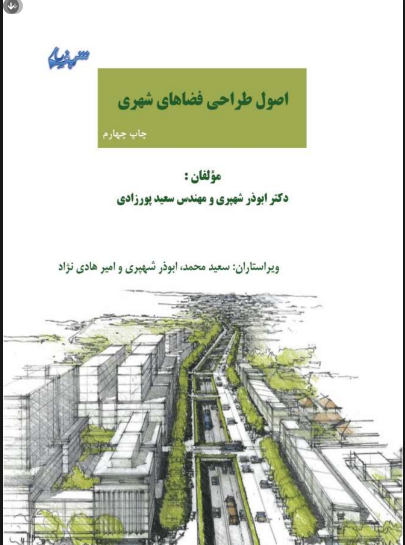 اصول طراحی فضاهای شهری
چاپ چهارم
مؤلفان :
دکتر ابوذر شهپری و مهندس سعید پورزادی
ویراستاران: سعید محمد، ابوذر شهپری و امیر هادی نژاد